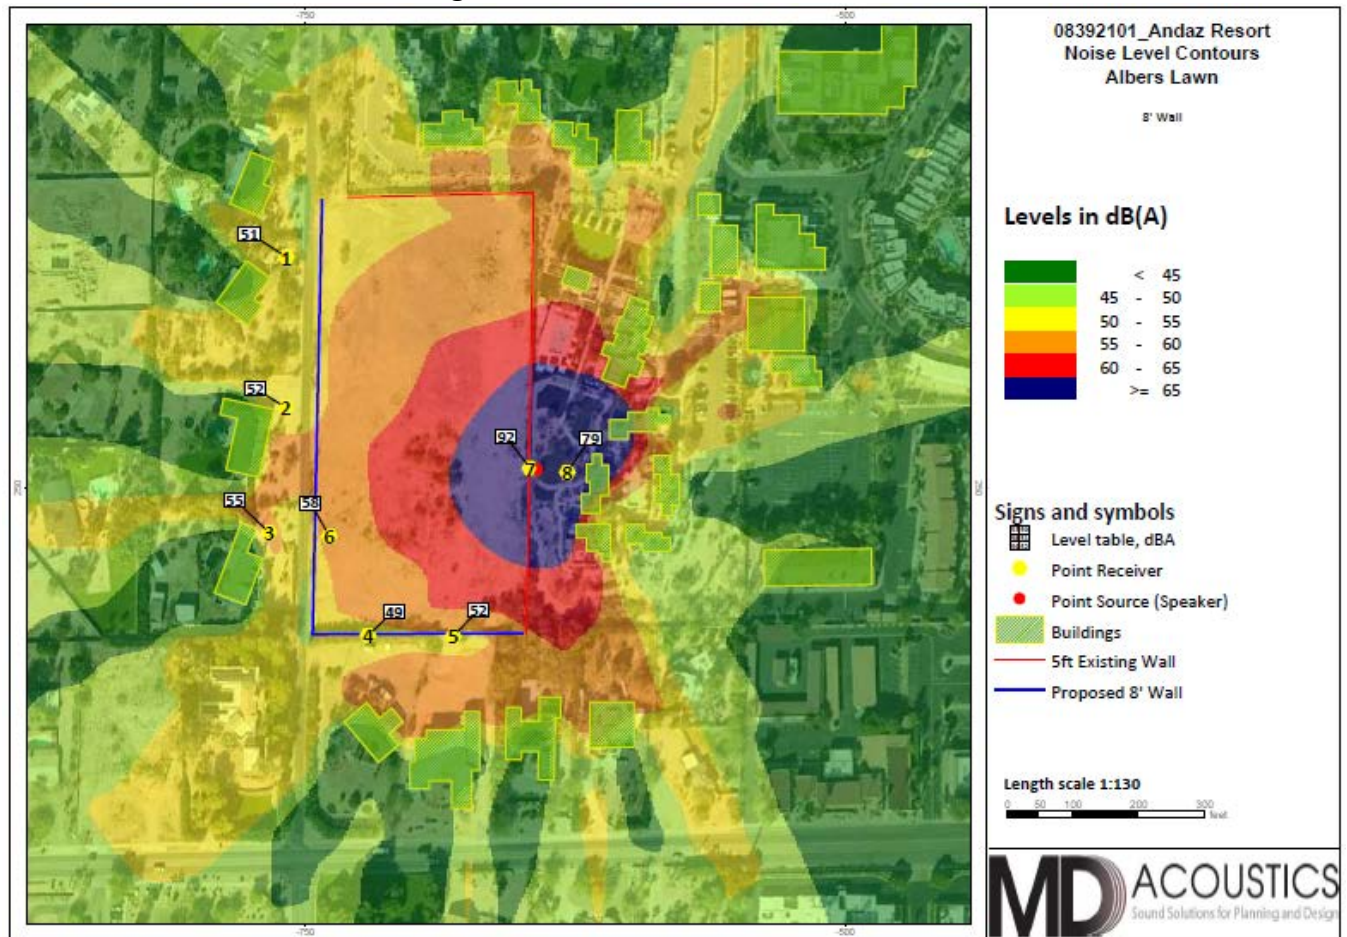 -750
-500
08392101_Andaz Resort
Noise Level Contours
Albers Lawn
8' Wall
Levels in dB(A)
< 45
45 - 50
50 - 55
55 - 60
60 - 65
>= 65
51
1
52
2
92
79
7
8
55
58
3
6
49
52
4
5
250
250
Signs and symbols
Level table, dBA
Point Receiver
Point Source (Speaker)
Buildings
5ft Existing Wall
Proposed 8' Wall
Length scale 1:130
0 50 100 200 300
feet
-750
-500
MD ACOUSTICS
Sound Solutions for Planning and Design